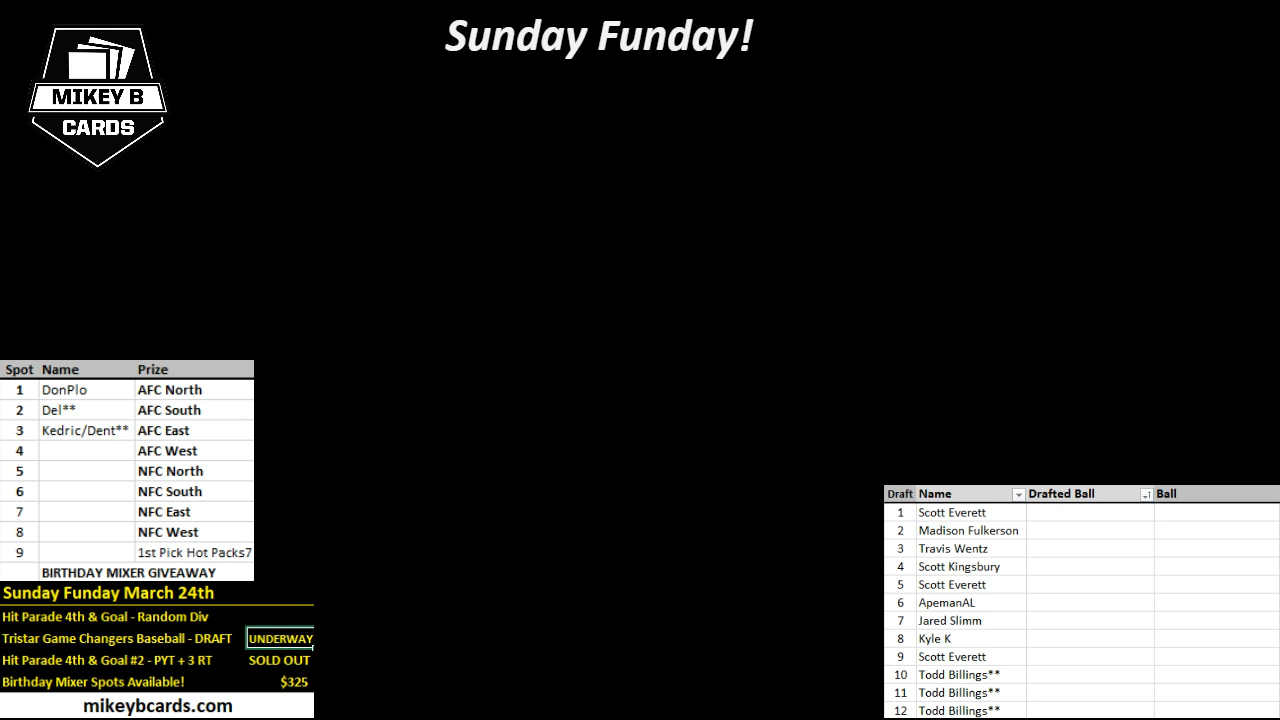 Sunday Funday!
MIKEY B
CARDS
Spot Name Prize
1 DonPlo AFC North
2 Del** AFC South
3 Kedric/Dent** AFC East
4 AFC West
5 NFC North
6 NFC South
7 NFC East
8 NFC West
9 1st Pick Hot Packs7
BIRTHDAY MIXER GIVEAWAY
Sunday Funday March 24th
Hit Parade 4th & Goal - Random Div
Tristar Game Changers Baseball - DRAFT UNDERWAY
Hit Parade 4th & Goal #2 - PYT + 3 RT SOLD OUT
Birthday Mixer Spots Available! $325
mikeybcards.com
Draft Name Drafted Ball Ball
1 Scott Everett
2 Madison Fulkerson
3 Travis Wentz
4 Scott Kingsbury
5 Scott Everett
6 ApemanAL
7 Jared Slimm
8 Kyle K
9 Scott Everett
10 Todd Billings**
11 Todd Billings**
12 Todd Billings**